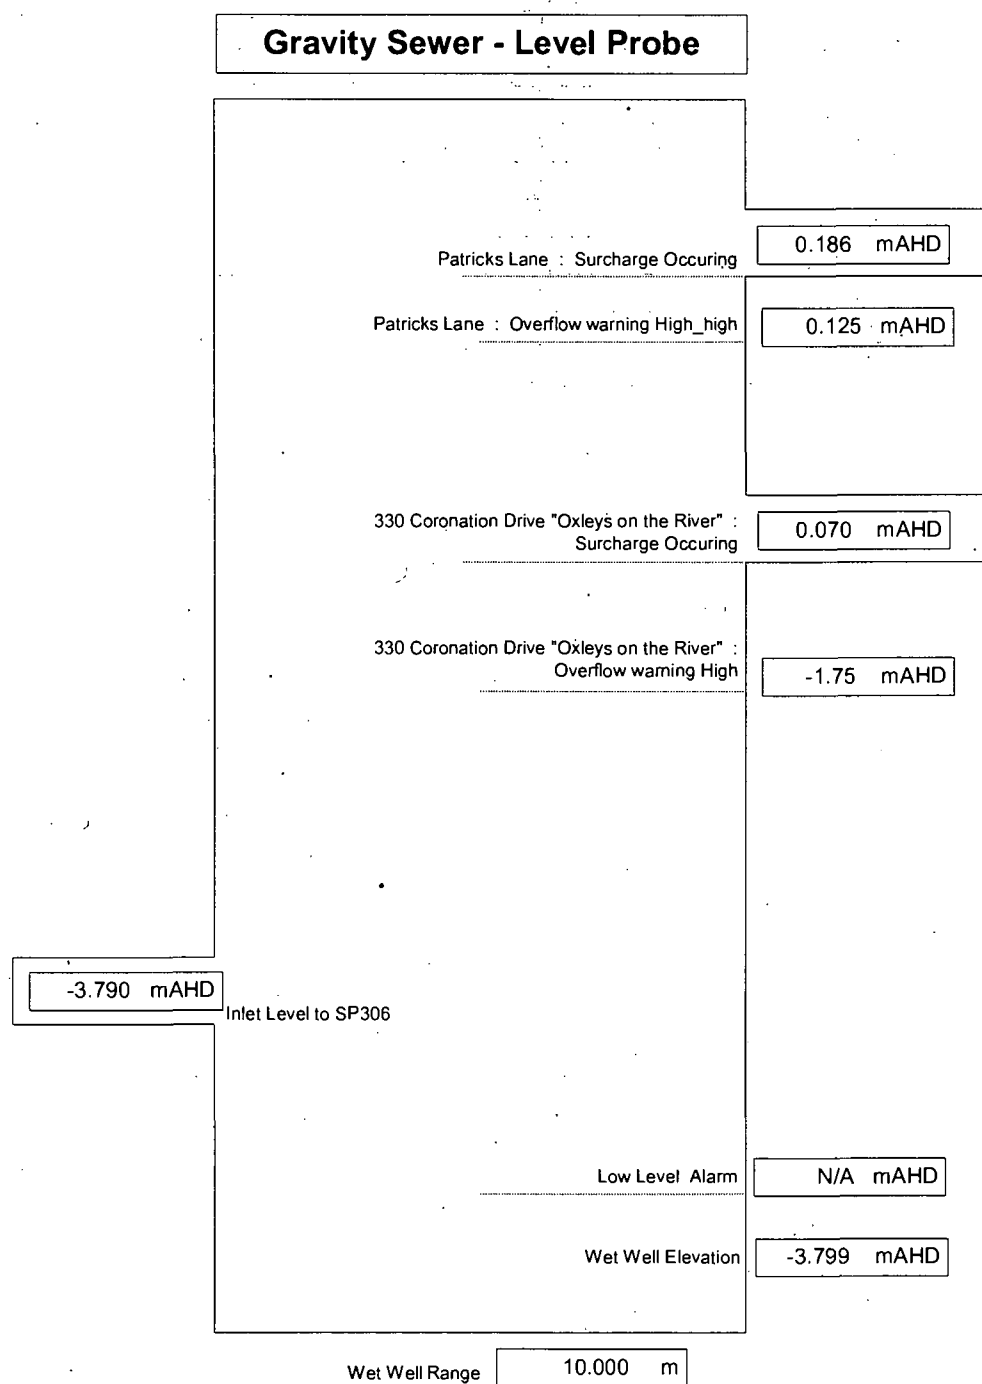 Gravity Sewer - Level Probe
Patricks Lane : Surcharge Occuring
0.186 mAHD
Patricks Lane : Overflow warning High_high
0.125 mAHD
330 Coronation Drive "Oxleys on the River" :
Surcharge Occuring
0.070 mAHD
330 Coronation Drive "Oxleys on the River" :
Overflow warning High
-1.75 mAHD
-3.790 mAHD
Inlet Level to SP306
Low Level Alarm
N/A mAHD
Wet Well Elevation
-3.799 mAHD
Wet Well Range
10.000 m